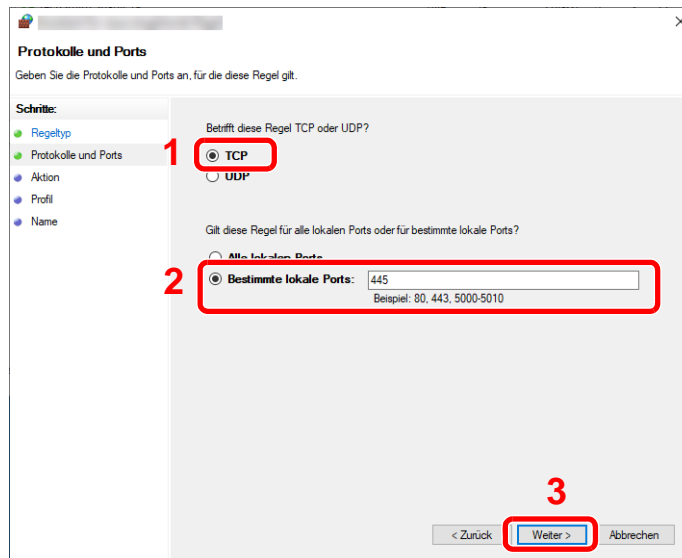 Protokolle und Ports
Geben Sie die Protokolle und Ports an, für die diese Regel gilt.
Schritte:
Regeltyp
Protokolle und Ports
Aktion
Profil
Name
Betrifft diese Regel TCP oder UDP?
1
TCP
UDP
Gilt diese Regel für alle lokalen Ports oder für bestimmte lokale Ports?
Alle lokalen Ports
2
Bestimmte lokale Ports: 445
Beispiel: 80, 443, 5000-5010
3
< Zurück Weiter > Abbrechen